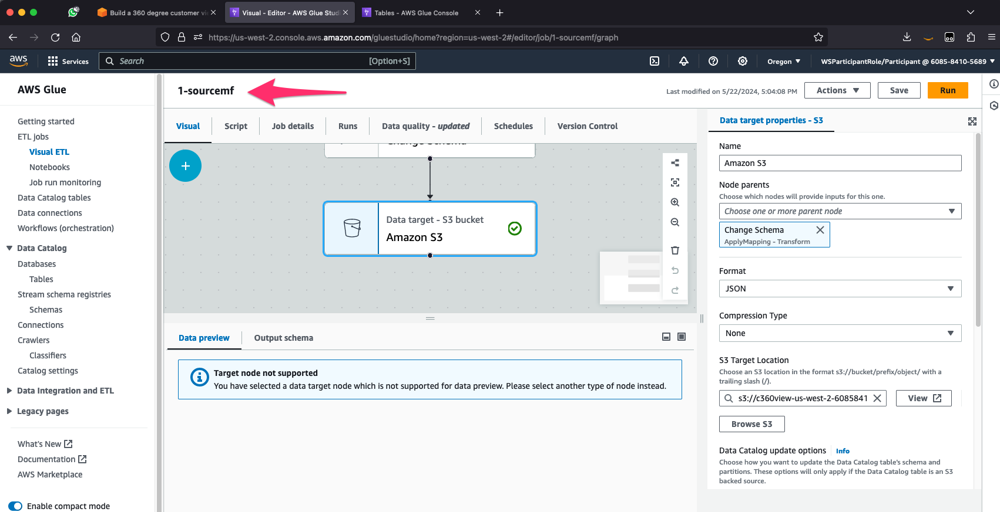 Build a 360 degree customer vi
Visual - Editor - AWS Glue Stud
Tables - AWS Glue Console
https://us-west-2.console.aws.amazon.com/gluestudio/home?region=us-west-2#/editor/job/1-sourcemf/graph
aws
Services
Search
[Option+S]
Oregon
WSParticipantRole/Participant @ 6085-8410-5689
AWS Glue
Getting started
ETL jobs
Visual ETL
Notebooks
Job run monitoring
Data Catalog tables
Data connections
Workflows (orchestration)
Data Catalog
Databases
Tables
Stream schema registries
Schemas
Connections
Crawlers
Classifiers
Catalog settings
Data Integration and ETL
Legacy pages
What's New
Documentation
AWS Marketplace
Enable compact mode
1-sourcemf
Last modified on 5/22/2024, 5:04:08 PM
Actions
Save
Run
Visual
Script
Job details
Runs
Data quality - updated
Schedules
Version Control
Change Schema
Data target - S3 bucket
Amazon S3
Data preview
Output schema
Target node not supported
You have selected a data target node which is not supported for data preview. Please select another type of node instead.
Data target properties - S3
Name
Amazon S3
Node parents
Choose which nodes will provide inputs for this one.
Choose one or more parent node
Change Schema
ApplyMapping - Transform
Format
JSON
Compression Type
None
S3 Target Location
Choose an S3 location in the format s3://bucket/prefix/object/ with a
trailing slash (/).
s3://c360view-us-west-2-6085841
View
Browse S3
Data Catalog update options
Info
Choose how you want to update the Data Catalog table's schema and
partitions. These options will only apply if the Data Catalog table is an S3
backed source.